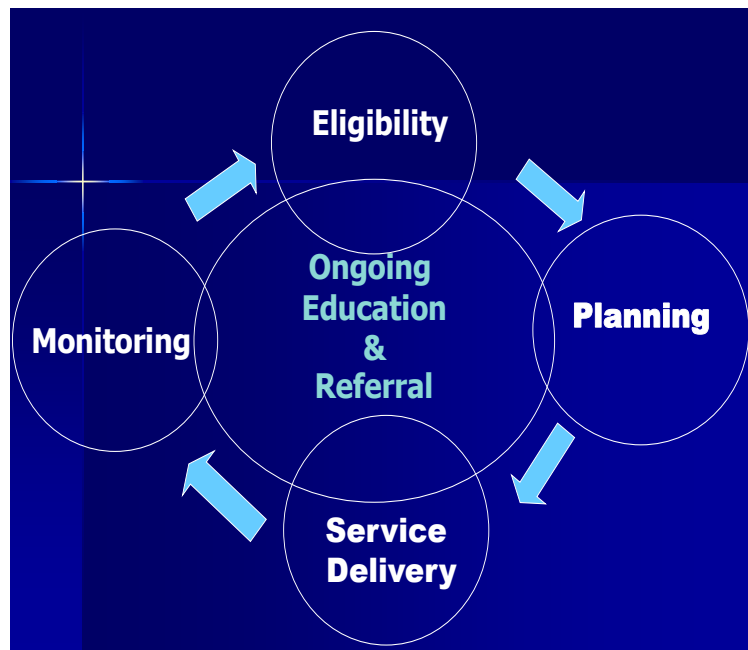 Eligibility
Ongoing
Education
&
Referral
Planning
Monitoring
Service
Delivery